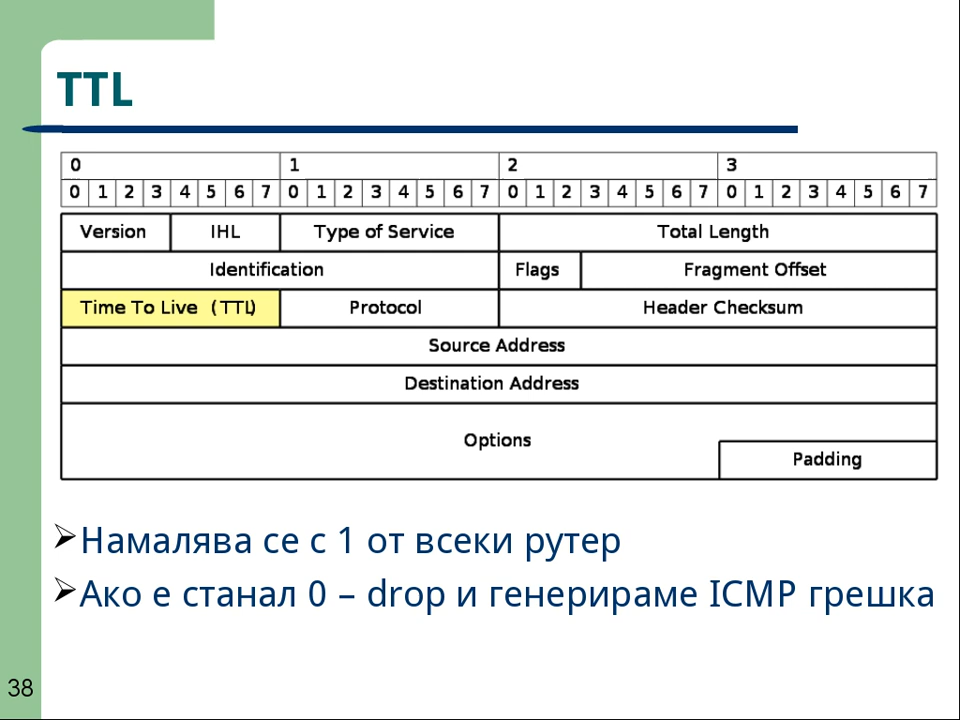 TTL
0 1 2 3
0 1 2 3 4 5 6 7 0 1 2 3 4 5 6 7 0 1 2 3 4 5 6 7 0 1 2 3 4 5 6 7
Version IHL Type of Service Total Length
Identification Flags Fragment Offset
Time To Live (TTL) Protocol Header Checksum
Source Address
Destination Address
Options
Padding
Намалява се с 1 от всеки рутер
Ако е станал 0 – drop и генерираме ICMP грешка
38